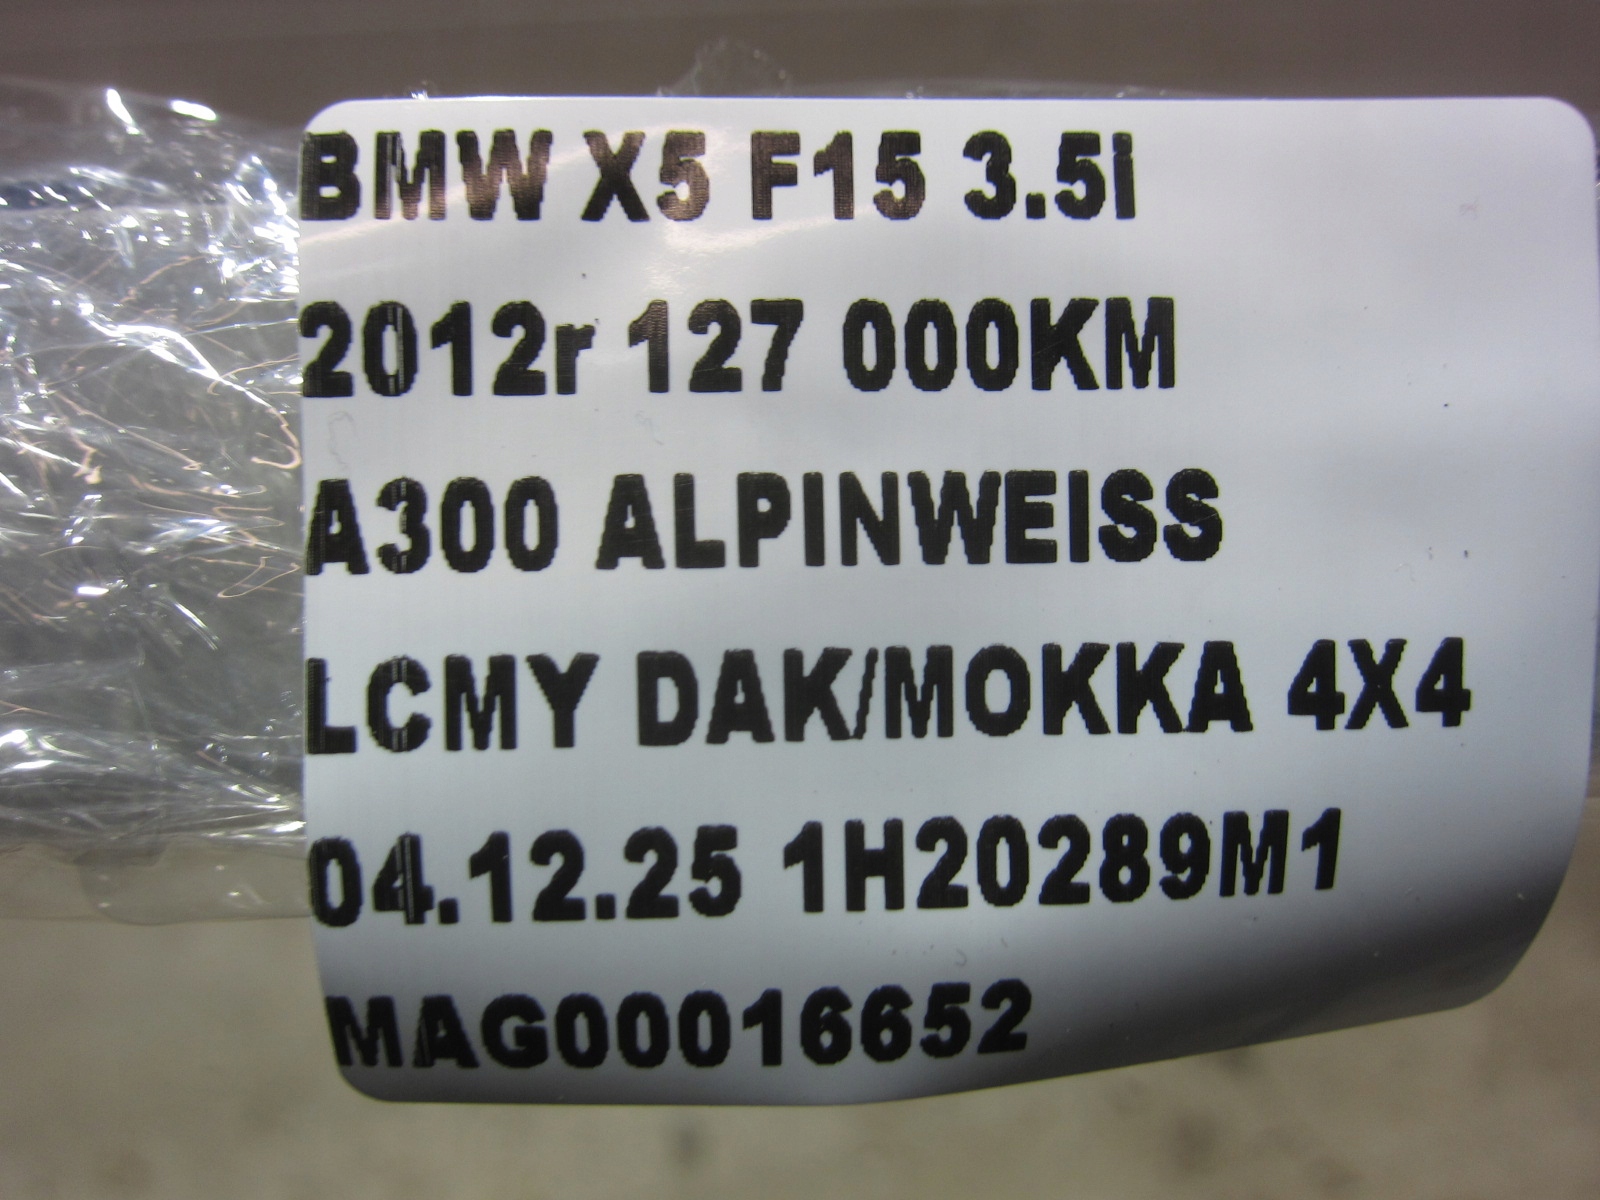 BMW X5 F15 3.5i
2012r 127 000KM
A300 ALPINWEISS
LCMY DAK/MOKKA 4X4
04.12.25 1H20289M1
MAG00016652